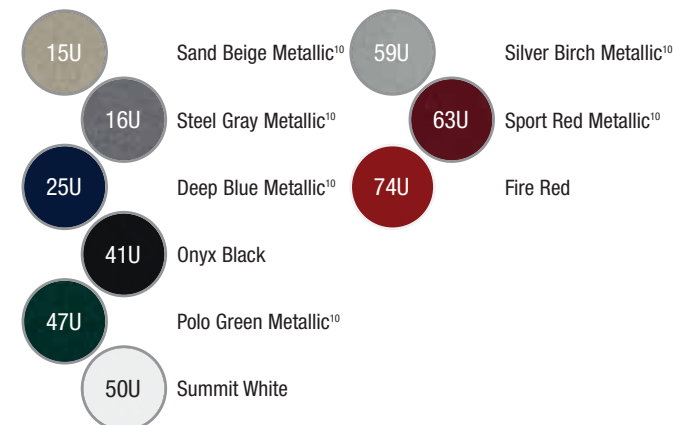 15U Sand Beige Metallic¹⁰
16U Steel Gray Metallic¹⁰
25U Deep Blue Metallic¹⁰
41U Onyx Black
47U Polo Green Metallic¹⁰
50U Summit White
59U Silver Birch Metallic¹⁰
63U Sport Red Metallic¹⁰
74U Fire Red